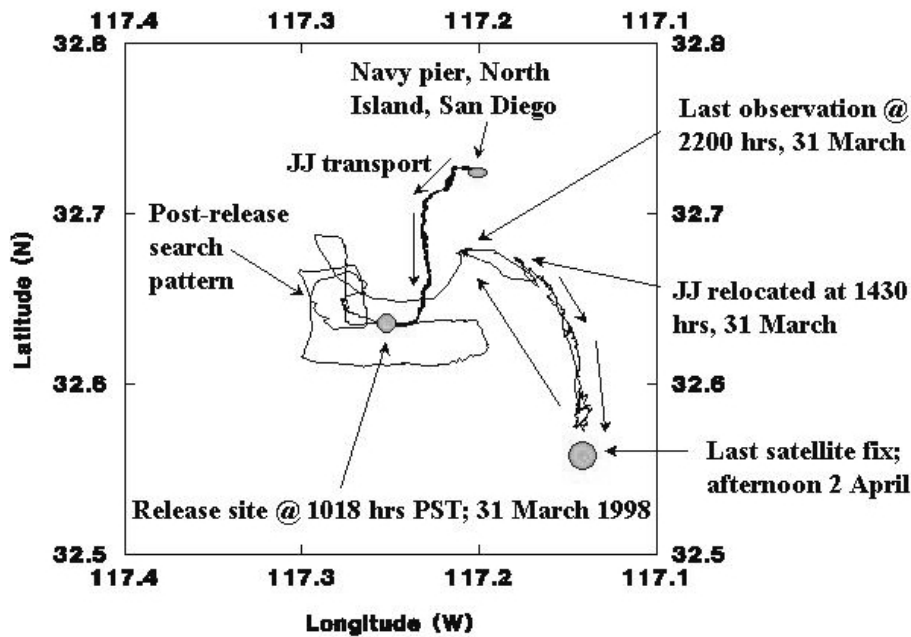 117.4 117.3 117.2 117.1
32.8 32.8
Navy pier, North
Island, San Diego
Last observation @
2200 hrs, 31 March
JJ transport
32.7 32.7
Post-release
search
pattern
JJ relocated at 1430
hrs, 31 March
Latitude (N)
32.6 32.6
Last satellite fix;
afternoon 2 April
Release site @ 1018 hrs PST; 31 March 1998
32.5 32.5
117.4 117.3 117.2 117.1
Longitude (W)